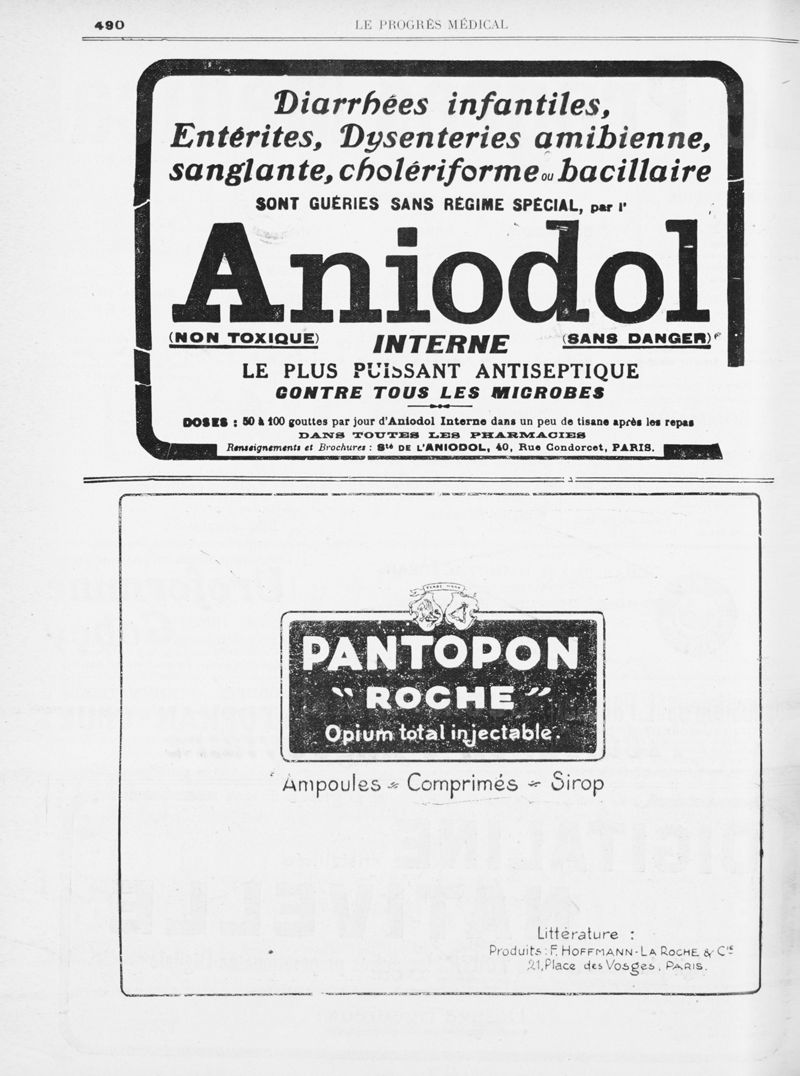 490
LE PROGRÈS MÉDICAL
Diarrhées infantiles,
Entérites, Dysenteries amibienne,
sanglante, cholériforme ou bacillaire
SONT GUÉRIES SANS RÉGIME SPÉCIAL, par l'
Aniodol
(NON TOXIQUE) INTERNE (SANS DANGER)
LE PLUS PUISSANT ANTISEPTIQUE
CONTRE TOUS LES MICROBES
DOSES : 50 à 100 gouttes par jour d'Aniodol Interne dans un peu de tisane après les repas
DANS TOUTES LES PHARMACIES
Renseignements et Brochures : Sté DE L'ANIODOL, 40, Rue Condorcet, PARIS.
PANTOPON
"ROCHE"
Opium total injectable.
Ampoules - Comprimés - Sirop
Littérature :
Produits : F. HOFFMANN-LA ROCHE & Cie
21, Place des Vosges, PARIS.